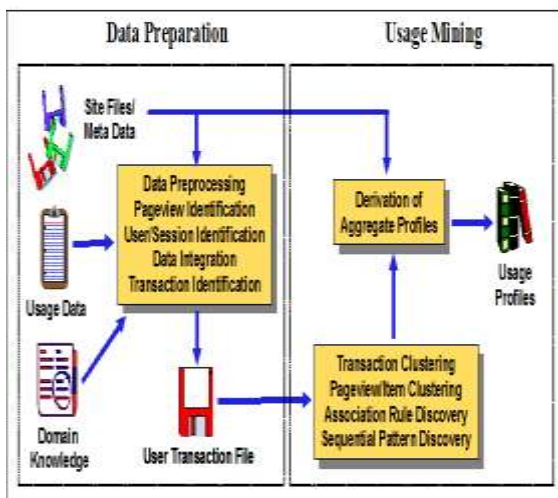 Data Preparation
Usage Mining
Site Files/
Meta Data
Data Preprocessing
Pageview Identification
User/Session Identification
Data Integration
Transaction Identification
Usage Data
Domain
Knowledge
User Transaction File
Derivation of
Aggregate Profiles
Usage
Profiles
Transaction Clustering
Pageview/Item Clustering
Association Rule Discovery
Sequential Pattern Discovery